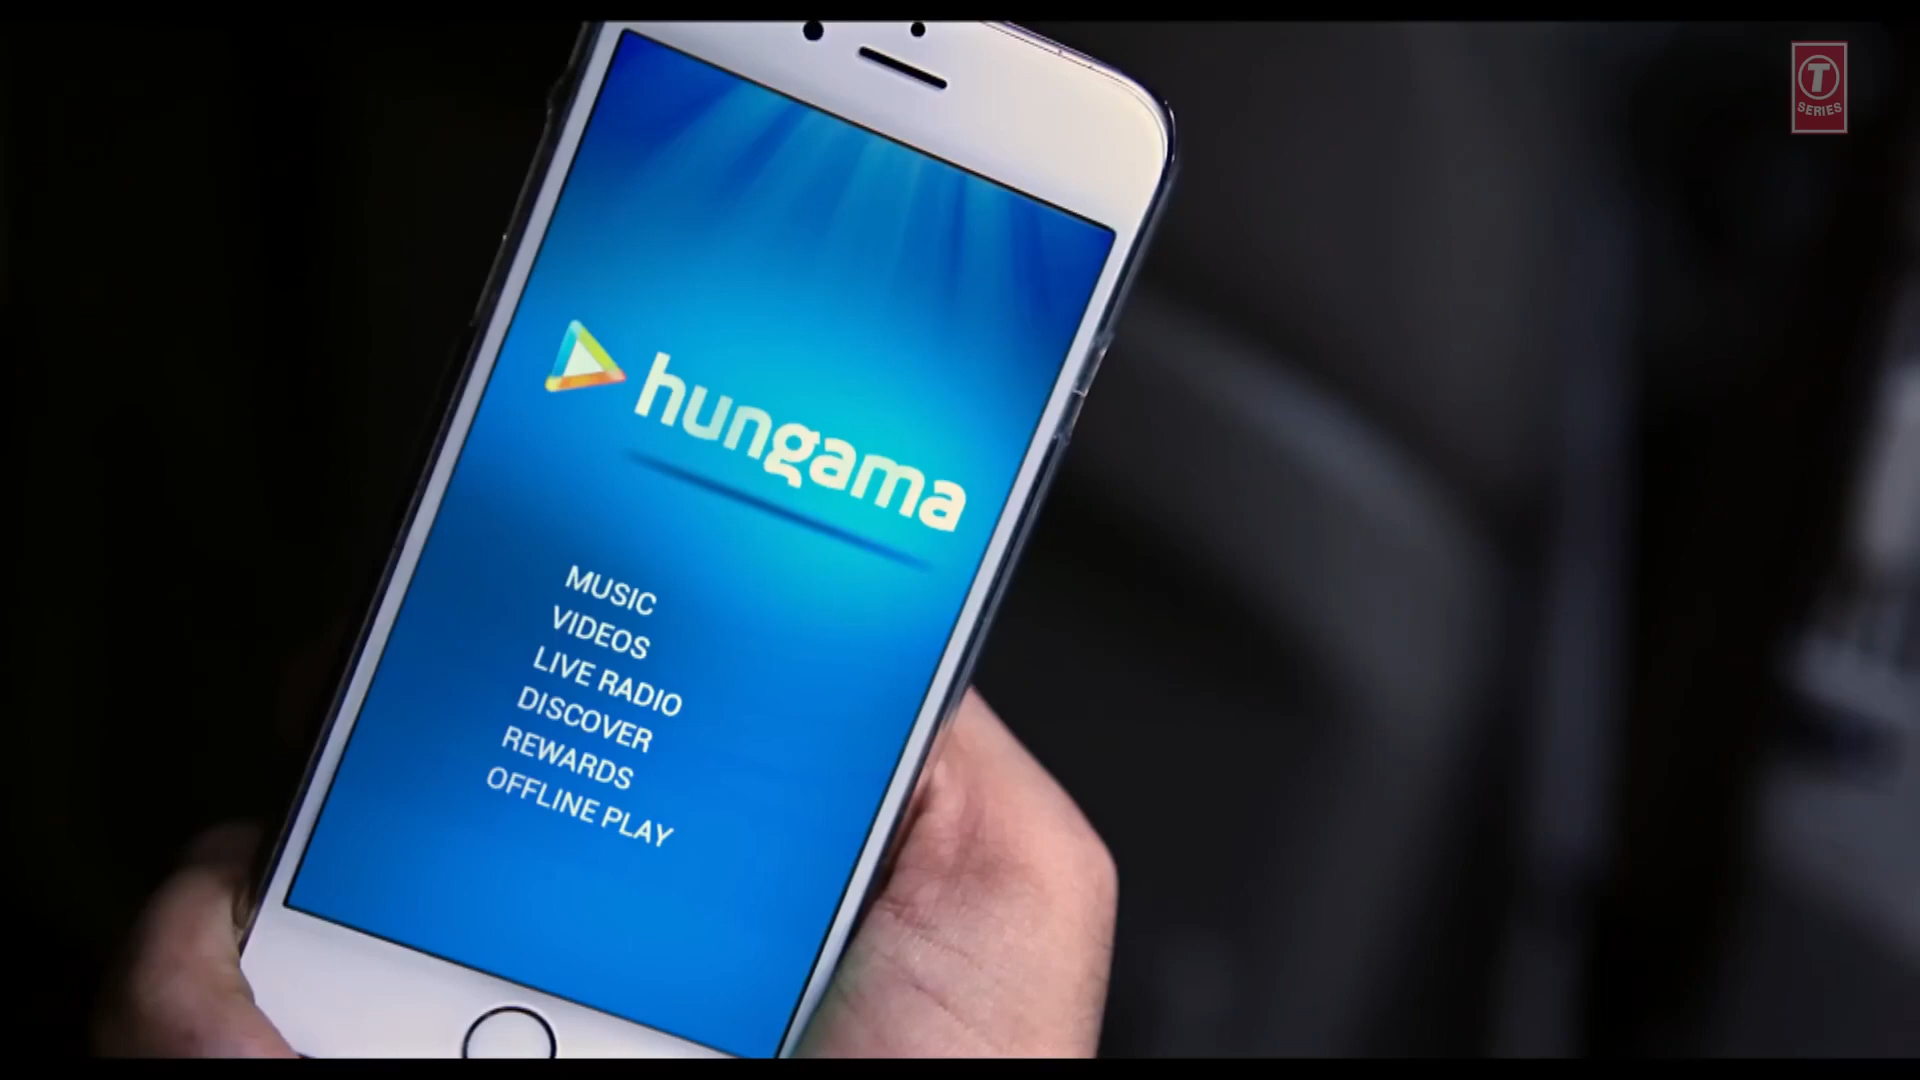 T
SERIES
hungama
MUSIC
VIDEOS
LIVE RADIO
DISCOVER
REWARDS
OFFLINE PLAY